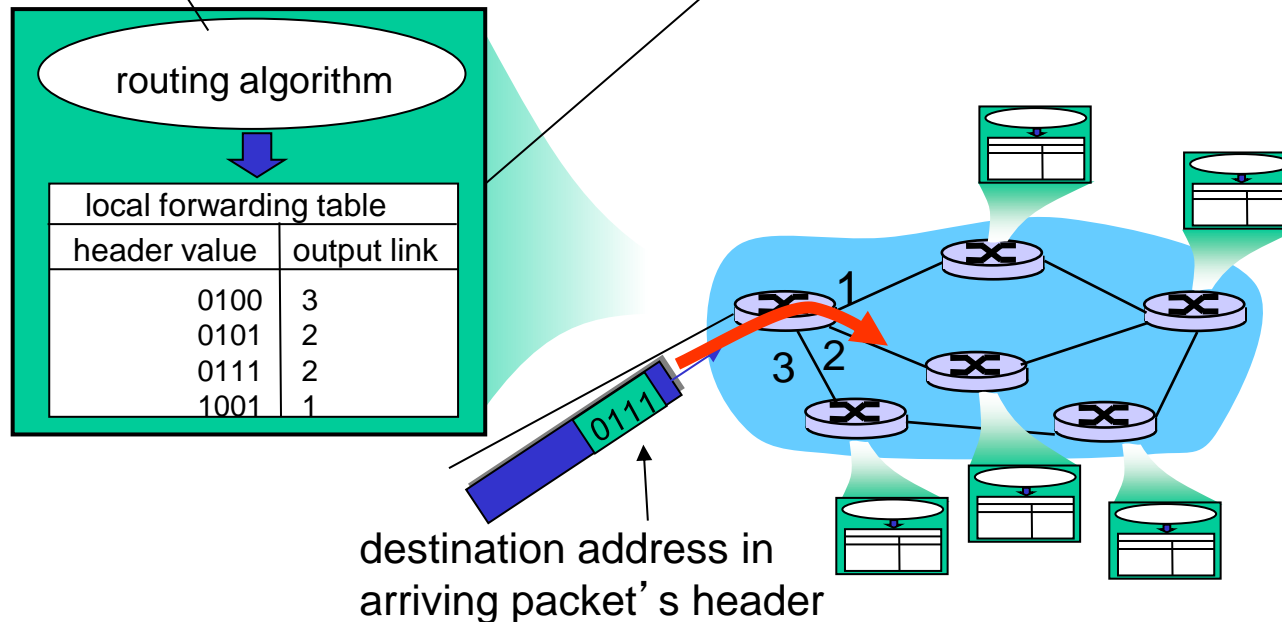 routing algorithm
local forwarding table
header value output link
0100 3
0101 2
0111 2
1001 1
1
2
3
0111
destination address in
arriving packet’s header